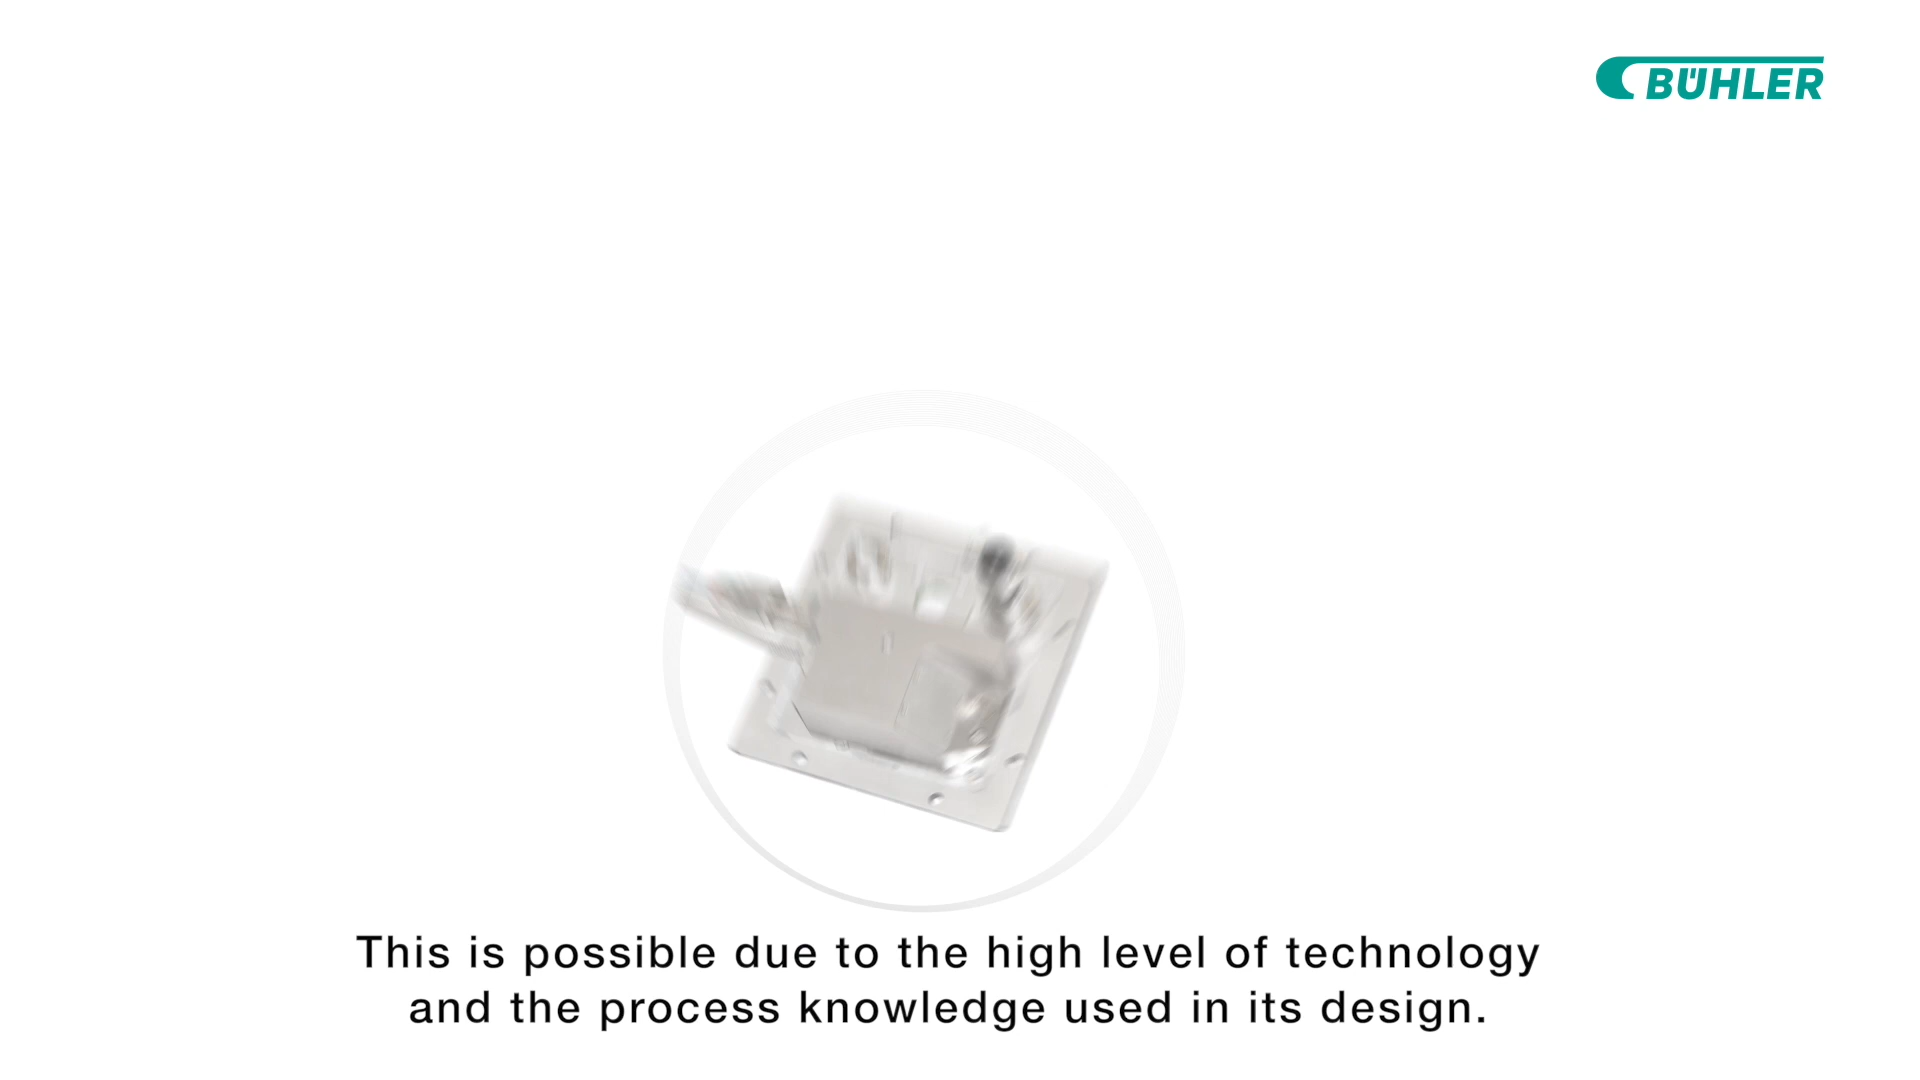 BÜHLER
This is possible due to the high level of technology
and the process knowledge used in its design.